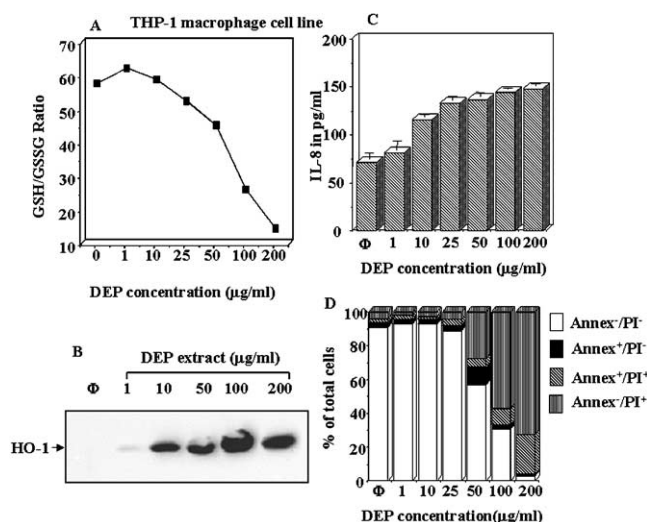 THP-1 macrophage cell line
A
GSH/GSSG Ratio
70
60
50
40
30
20
10
0 1 10 25 50 100 200
DEP concentration (μg/ml)
B
DEP extract (μg/ml)
Φ 1 10 50 100 200
HO-1
C
IL-8 in pg/ml
200
150
100
50
0
Φ 1 10 25 50 100 200
DEP concentration (μg/ml)
D
% of total cells
100
80
60
40
20
0
Φ 1 10 25 50 100 200
DEP concentration(μg/ml)
Annex⁻/PI⁻
Annex⁺/PI⁻
Annex⁺/PI⁺
Annex⁻/PI⁺